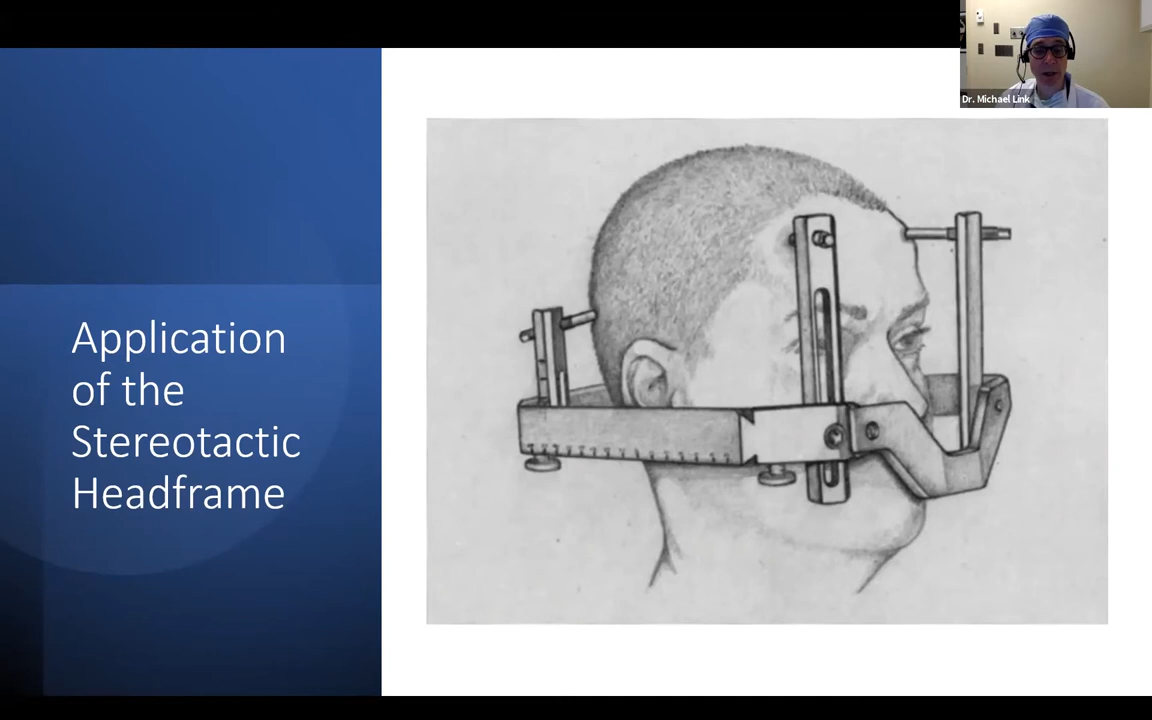 Dr. Michael Link
Application
of the
Stereotactic
Headframe